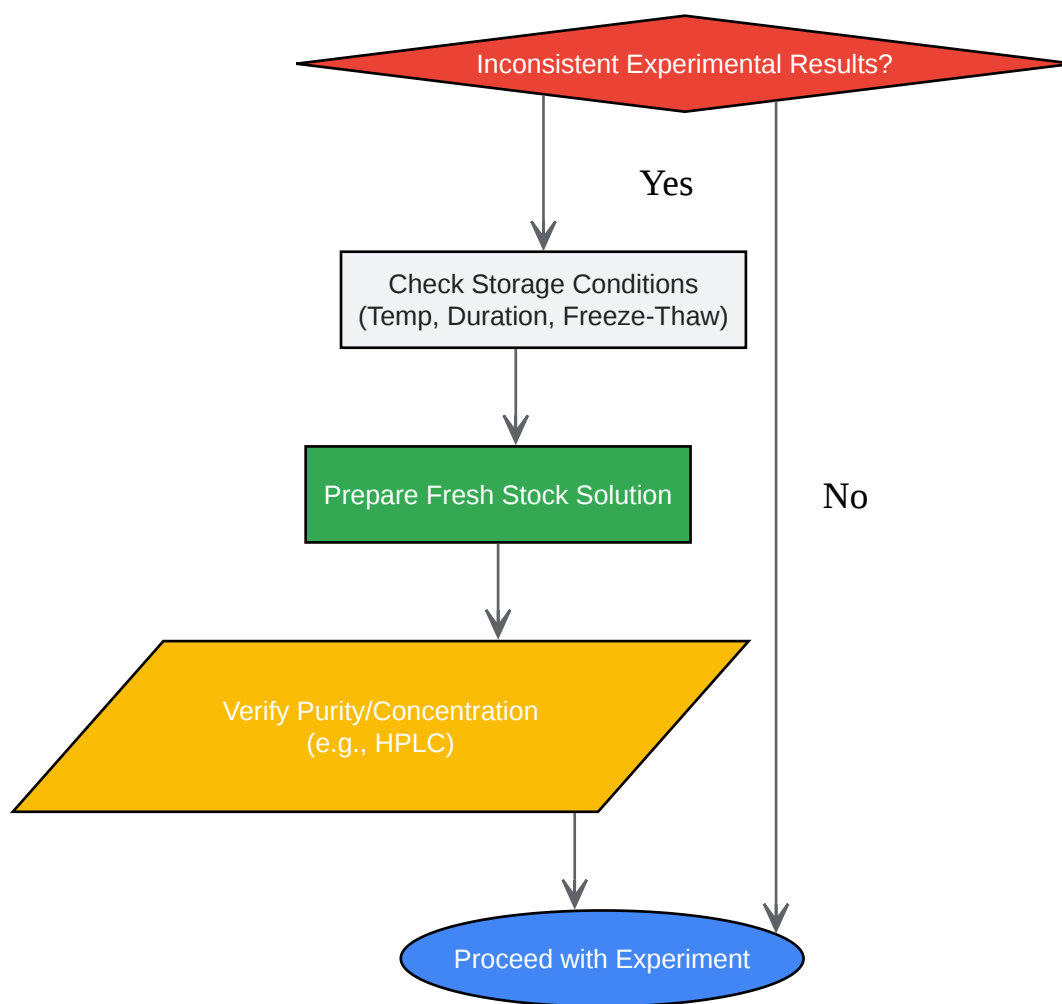 Inconsistent Experimental Results?
Yes
Check Storage Conditions
(Temp, Duration, Freeze-Thaw)
Prepare Fresh Stock Solution
No
Verify Purity/Concentration
(e.g., HPLC)
Proceed with Experiment